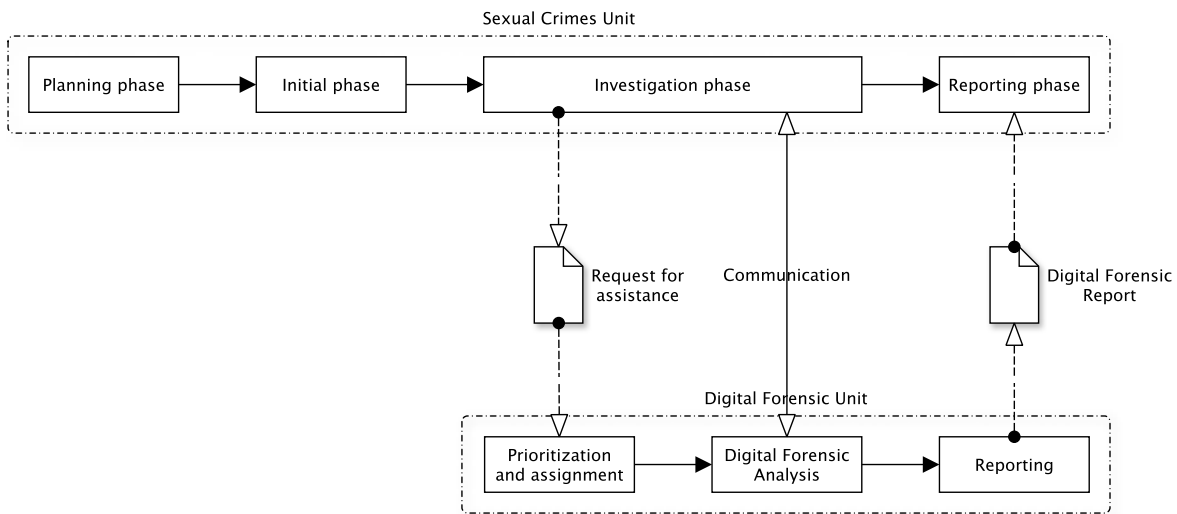 Sexual Crimes Unit
Planning phase
Initial phase
Investigation phase
Reporting phase
Request for
assistance
Communication
Digital Forensic
Report
Digital Forensic Unit
Prioritization
and assignment
Digital Forensic
Analysis
Reporting